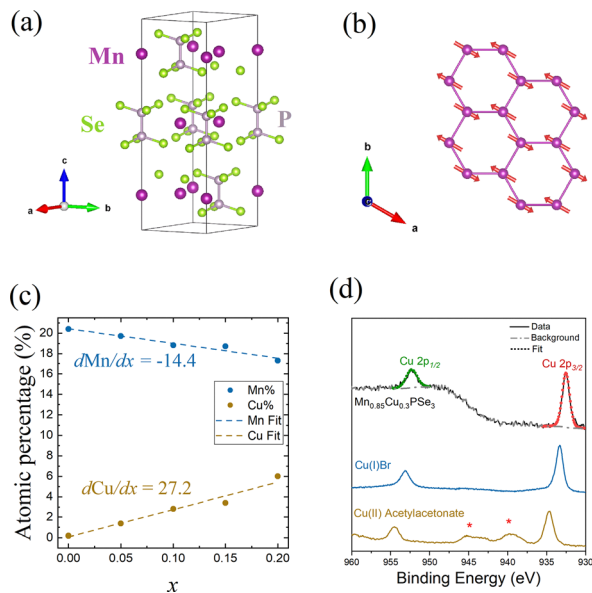 (a)
Mn
Se
P
c
a
b
(b)
b
a
(c)
Atomic percentage (%)
20
18
16
14
12
10
8
6
4
2
0
dMn/dx = -14.4
Mn%
Cu%
Mn Fit
Cu Fit
dCu/dx = 27.2
0.00 0.05 0.10 0.15 0.20
x
(d)
Data
Background
Fit
Cu 2p1/2
Cu 2p3/2
Mn0.85Cu0.3PSe3
Cu(I)Br
Cu(II) Acetylacetonate
* *
960 955 950 945 940 935 930
Binding Energy (eV)